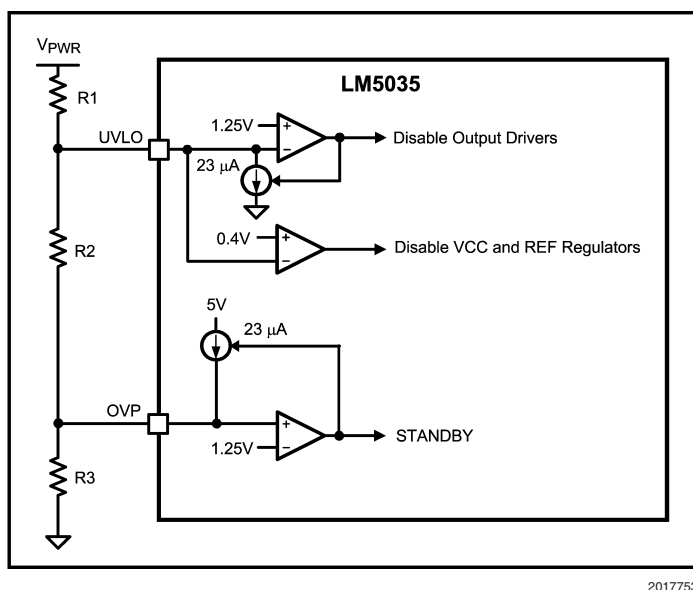 VPWR
R1
LM5035
UVLO
1.25V
+
−
Disable Output Drivers
23 μA
0.4V
+
−
Disable VCC and REF Regulators
R2
5V
23 μA
OVP
+
−
1.25V
STANDBY
R3
2017753